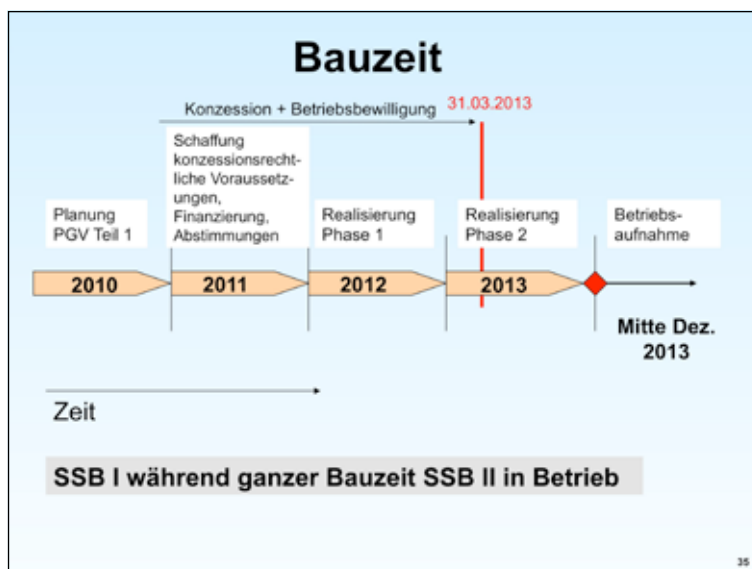 Bauzeit
Konzession + Betriebsbewilligung
31.03.2013
Planung
PGV Teil 1
Schaffung
konzessionsrecht-
liche Voraussetz-
ungen,
Finanzierung,
Abstimmungen
Realisierung
Phase 1
Realisierung
Phase 2
Betriebs-
aufnahme
2010
2011
2012
2013
Mitte Dez.
2013
Zeit
SSB I während ganzer Bauzeit SSB II in Betrieb
35